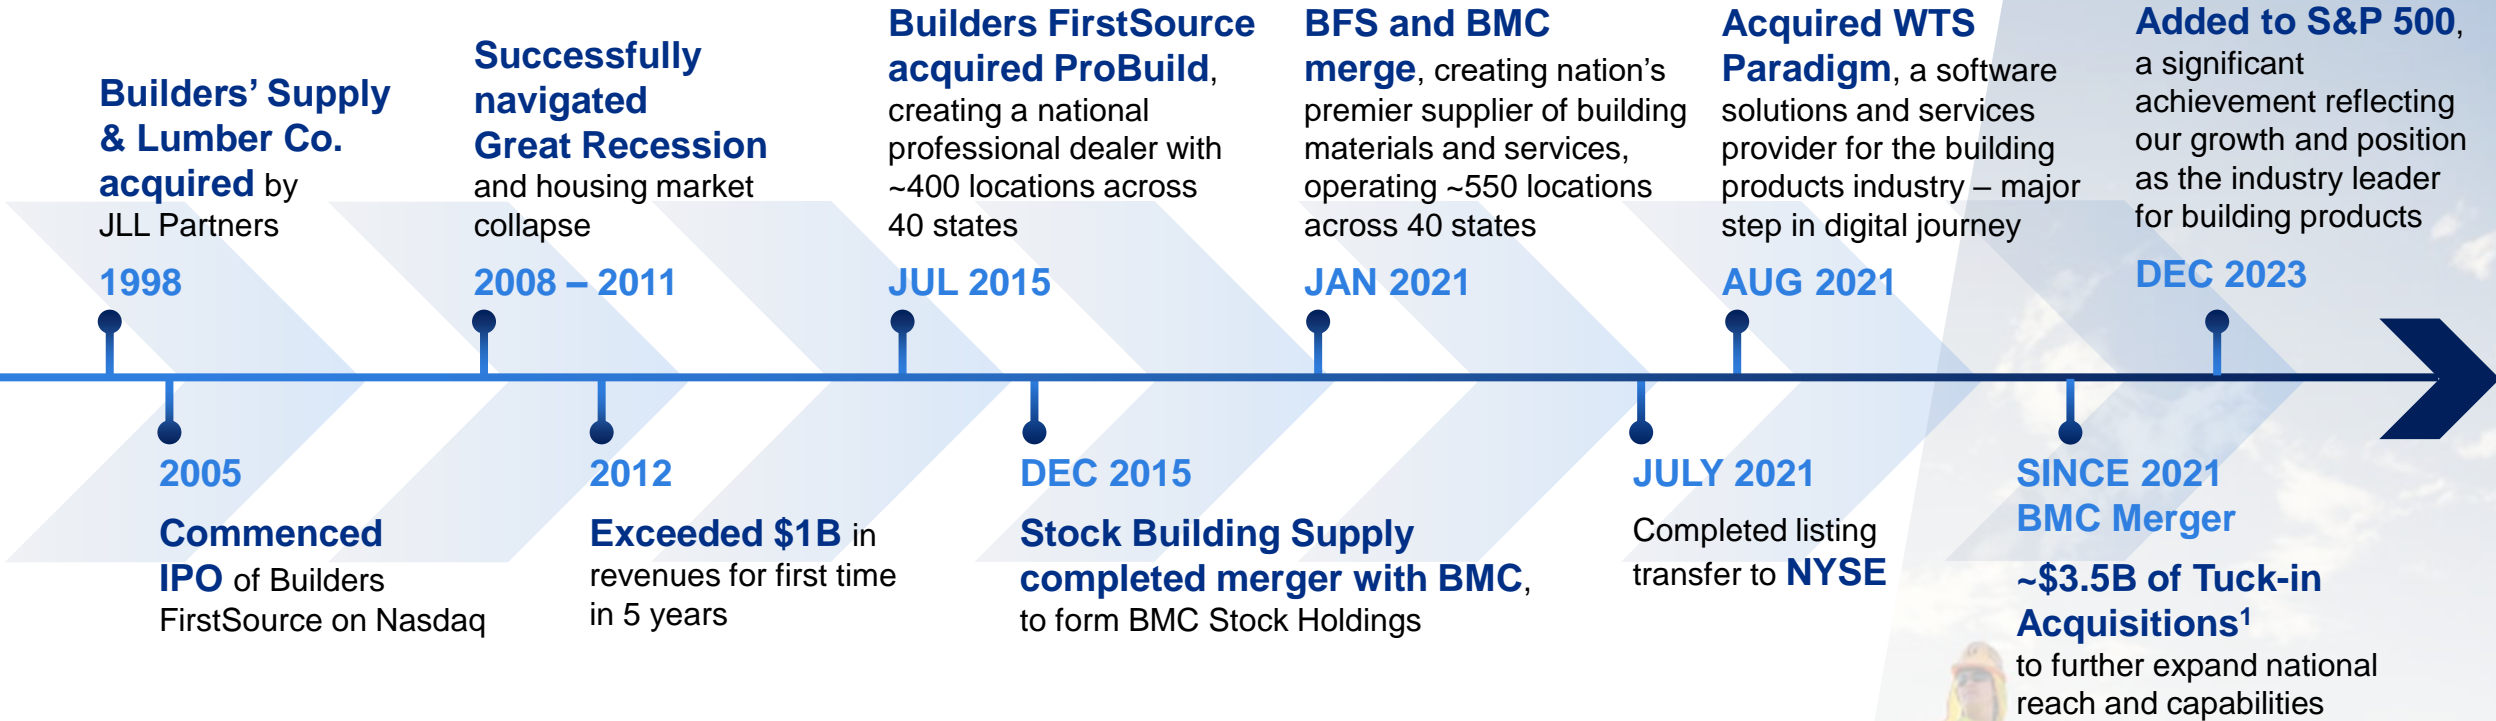 Builders’ Supply
& Lumber Co.
acquired by
JLL Partners
1998
Successfully
navigated
Great Recession
and housing market
collapse
2008 – 2011
Builders FirstSource
acquired ProBuild,
creating a national
professional dealer with
~400 locations across
40 states
JUL 2015
BFS and BMC
merge, creating nation’s
premier supplier of building
materials and services,
operating ~550 locations
across 40 states
JAN 2021
Acquired WTS
Paradigm, a software
solutions and services
provider for the building
products industry – major
step in digital journey
AUG 2021
Added to S&P 500,
a significant
achievement reflecting
our growth and position
as the industry leader
for building products
DEC 2023
2005
Commenced
IPO of Builders
FirstSource on Nasdaq
2012
Exceeded $1B in
revenues for first time
in 5 years
DEC 2015
Stock Building Supply
completed merger with BMC,
to form BMC Stock Holdings
JULY 2021
Completed listing
transfer to NYSE
SINCE 2021
BMC Merger
~$3.5B of Tuck-in
Acquisitions¹
to further expand national
reach and capabilities